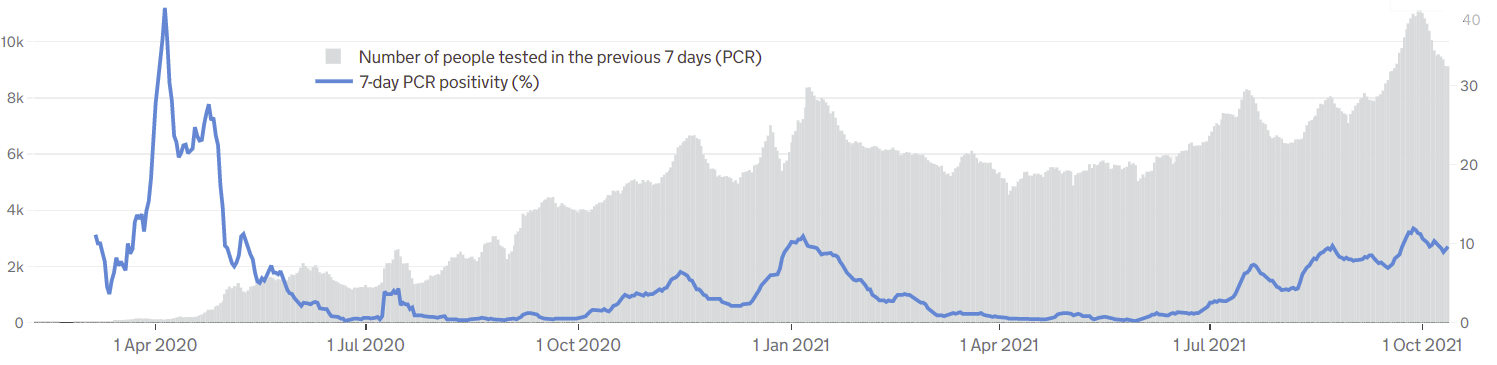 40
10k
Number of people tested in the previous 7 days (PCR)
7-day PCR positivity (%)
30
8k
6k
20
4k
10
2k
0
0
1 Apr 2020
1 Jul 2020
1 Oct 2020
1 Jan 2021
1 Apr 2021
1 Jul 2021
1 Oct 2021